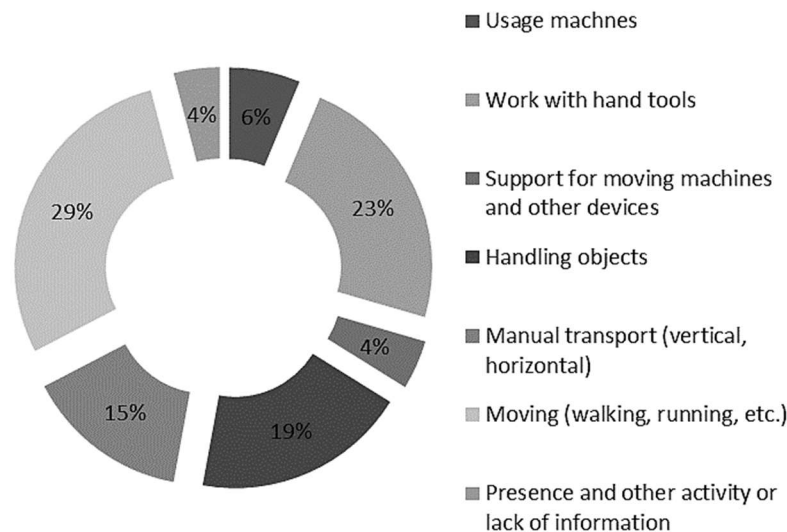 4%
6%
29%
23%
4%
15%
19%
Usage machnes
Work with hand tools
Support for moving machines
and other devices
Handling objects
Manual transport (vertical,
horizontal)
Moving (walking, running, etc.)
Presence and other activity or
lack of information